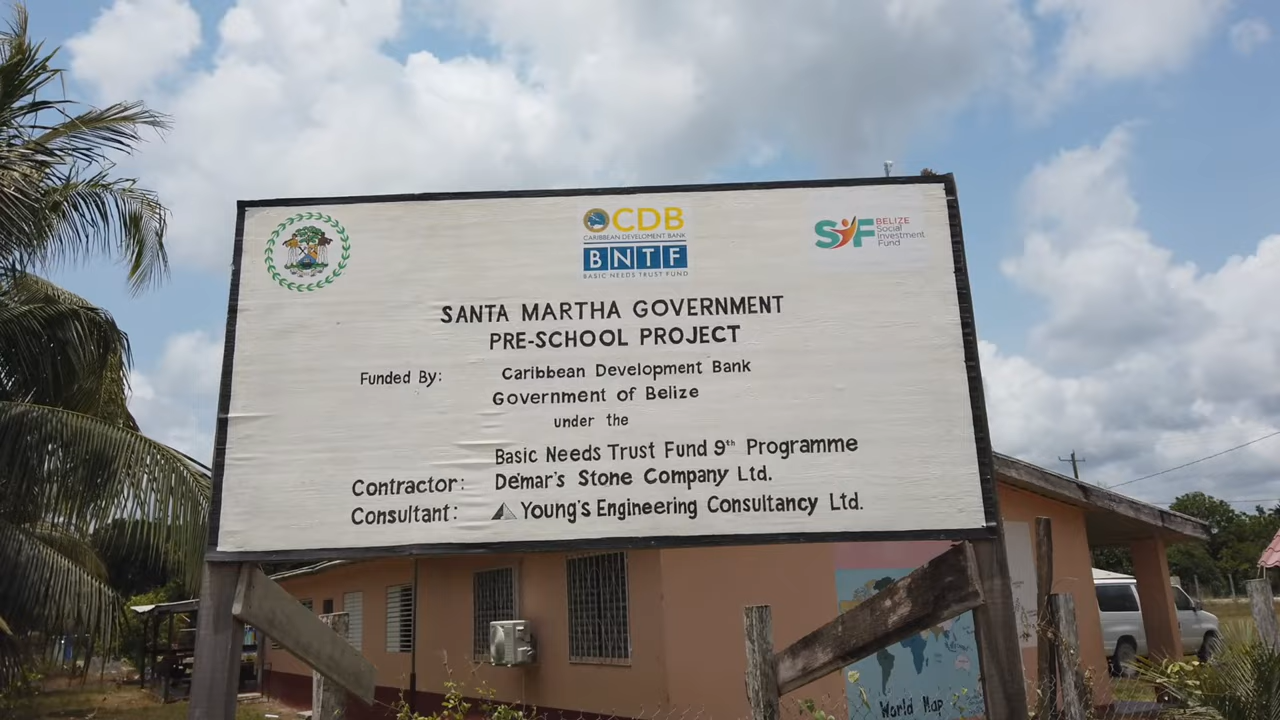 CDB
CARIBBEAN DEVELOPMENT BANK
BNTF
BASIC NEEDS TRUST FUND
SIF BELIZE
Social
Investment
Fund
SANTA MARTHA GOVERNMENT
PRE-SCHOOL PROJECT
Funded By: Caribbean Development Bank
Government of Belize
under the
Basic Needs Trust Fund 9th Programme
Contractor: De'mar's Stone Company Ltd.
Consultant: Young's Engineering Consultancy Ltd.
World Map